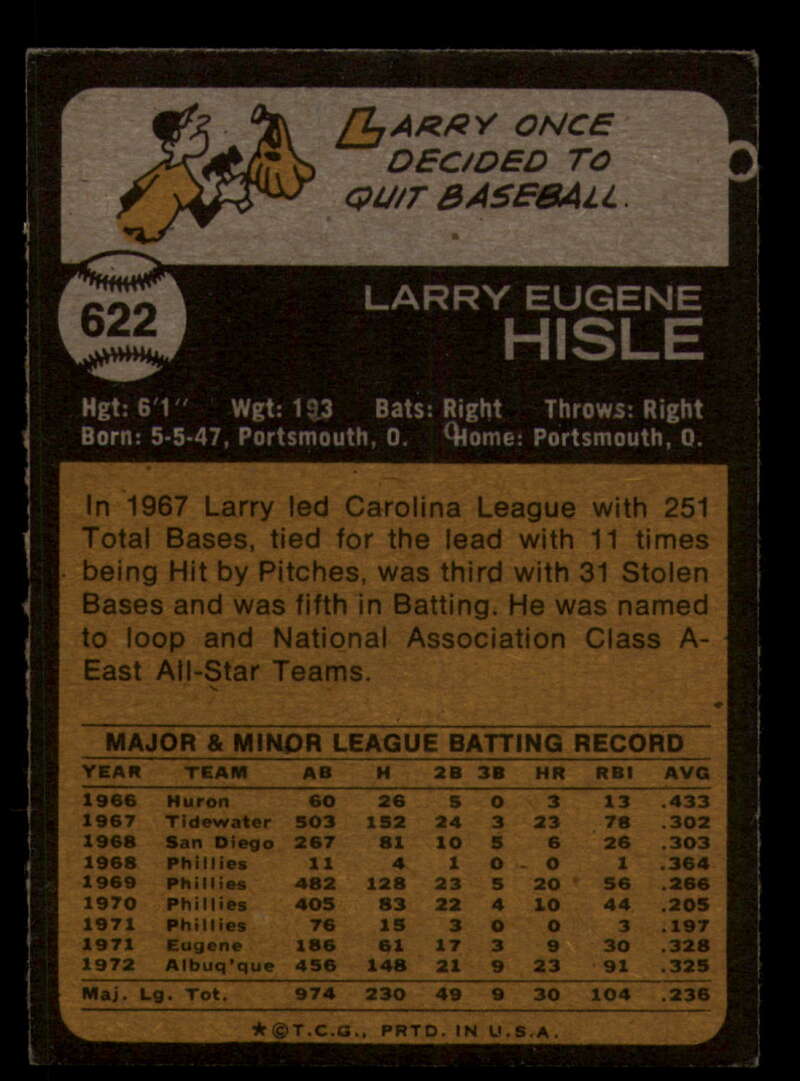 LARRY ONCE
DECIDED TO
QUIT BASEBALL.
622
LARRY EUGENE
HISLE
Hgt: 6'1" Wgt: 193 Bats: Right Throws: Right
Born: 5-5-47, Portsmouth, O. Home: Portsmouth, O.
In 1967 Larry led Carolina League with 251
Total Bases, tied for the lead with 11 times
being Hit by Pitches, was third with 31 Stolen
Bases and was fifth in Batting. He was named
to loop and National Association Class A-
East All-Star Teams.
MAJOR & MINOR LEAGUE BATTING RECORD
YEAR TEAM AB H 2B 3B HR RBI AVG
1966 Huron 60 26 5 0 3 13 .433
1967 Tidewater 503 152 24 3 23 78 .302
1968 San Diego 267 81 10 5 6 26 .303
1968 Phillies 11 4 1 0 0 1 .364
1969 Phillies 482 128 23 5 20 56 .266
1970 Phillies 405 83 22 4 10 44 .205
1971 Phillies 76 15 3 0 0 3 .197
1971 Eugene 186 61 17 3 9 30 .328
1972 Albuq'que 456 148 21 9 23 91 .325
Maj. Lg. Tot. 974 230 49 9 30 104 .236
★©T.C.G., PRTD. IN U.S.A.